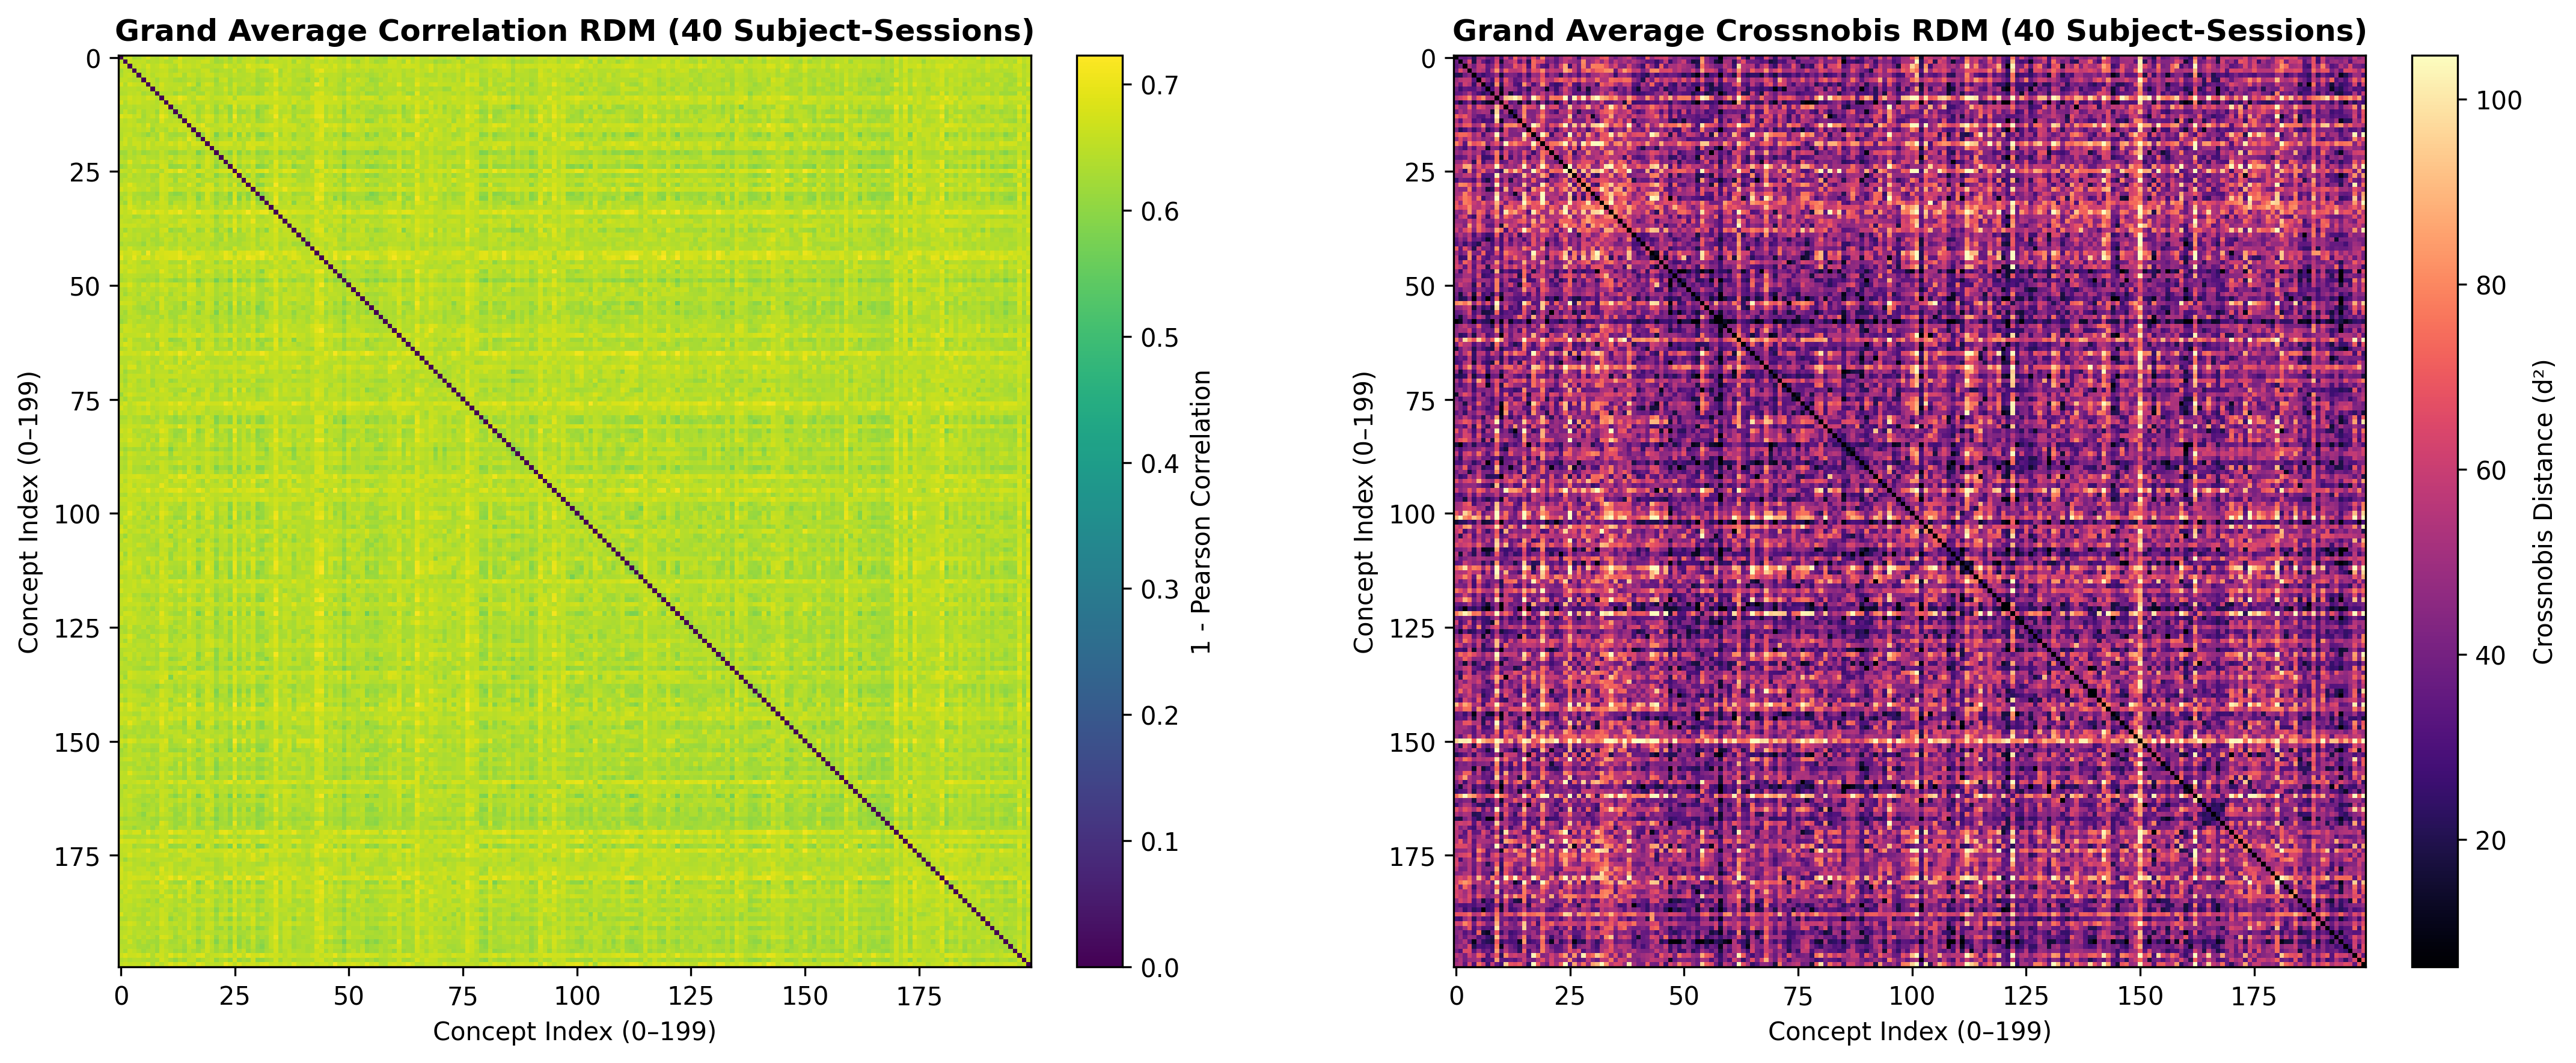 Grand Average Correlation RDM (40 Subject-Sessions)
0
25
50
75
100
125
150
175
Concept Index (0–199)
0 25 50 75 100 125 150 175
Concept Index (0–199)
0.7
0.6
0.5
0.4
0.3
0.2
0.1
0.0
1 - Pearson Correlation
Grand Average Crossnobis RDM (40 Subject-Sessions)
0
25
50
75
100
125
150
175
Concept Index (0–199)
0 25 50 75 100 125 150 175
Concept Index (0–199)
100
80
60
40
20
Crossnobis Distance (d²)